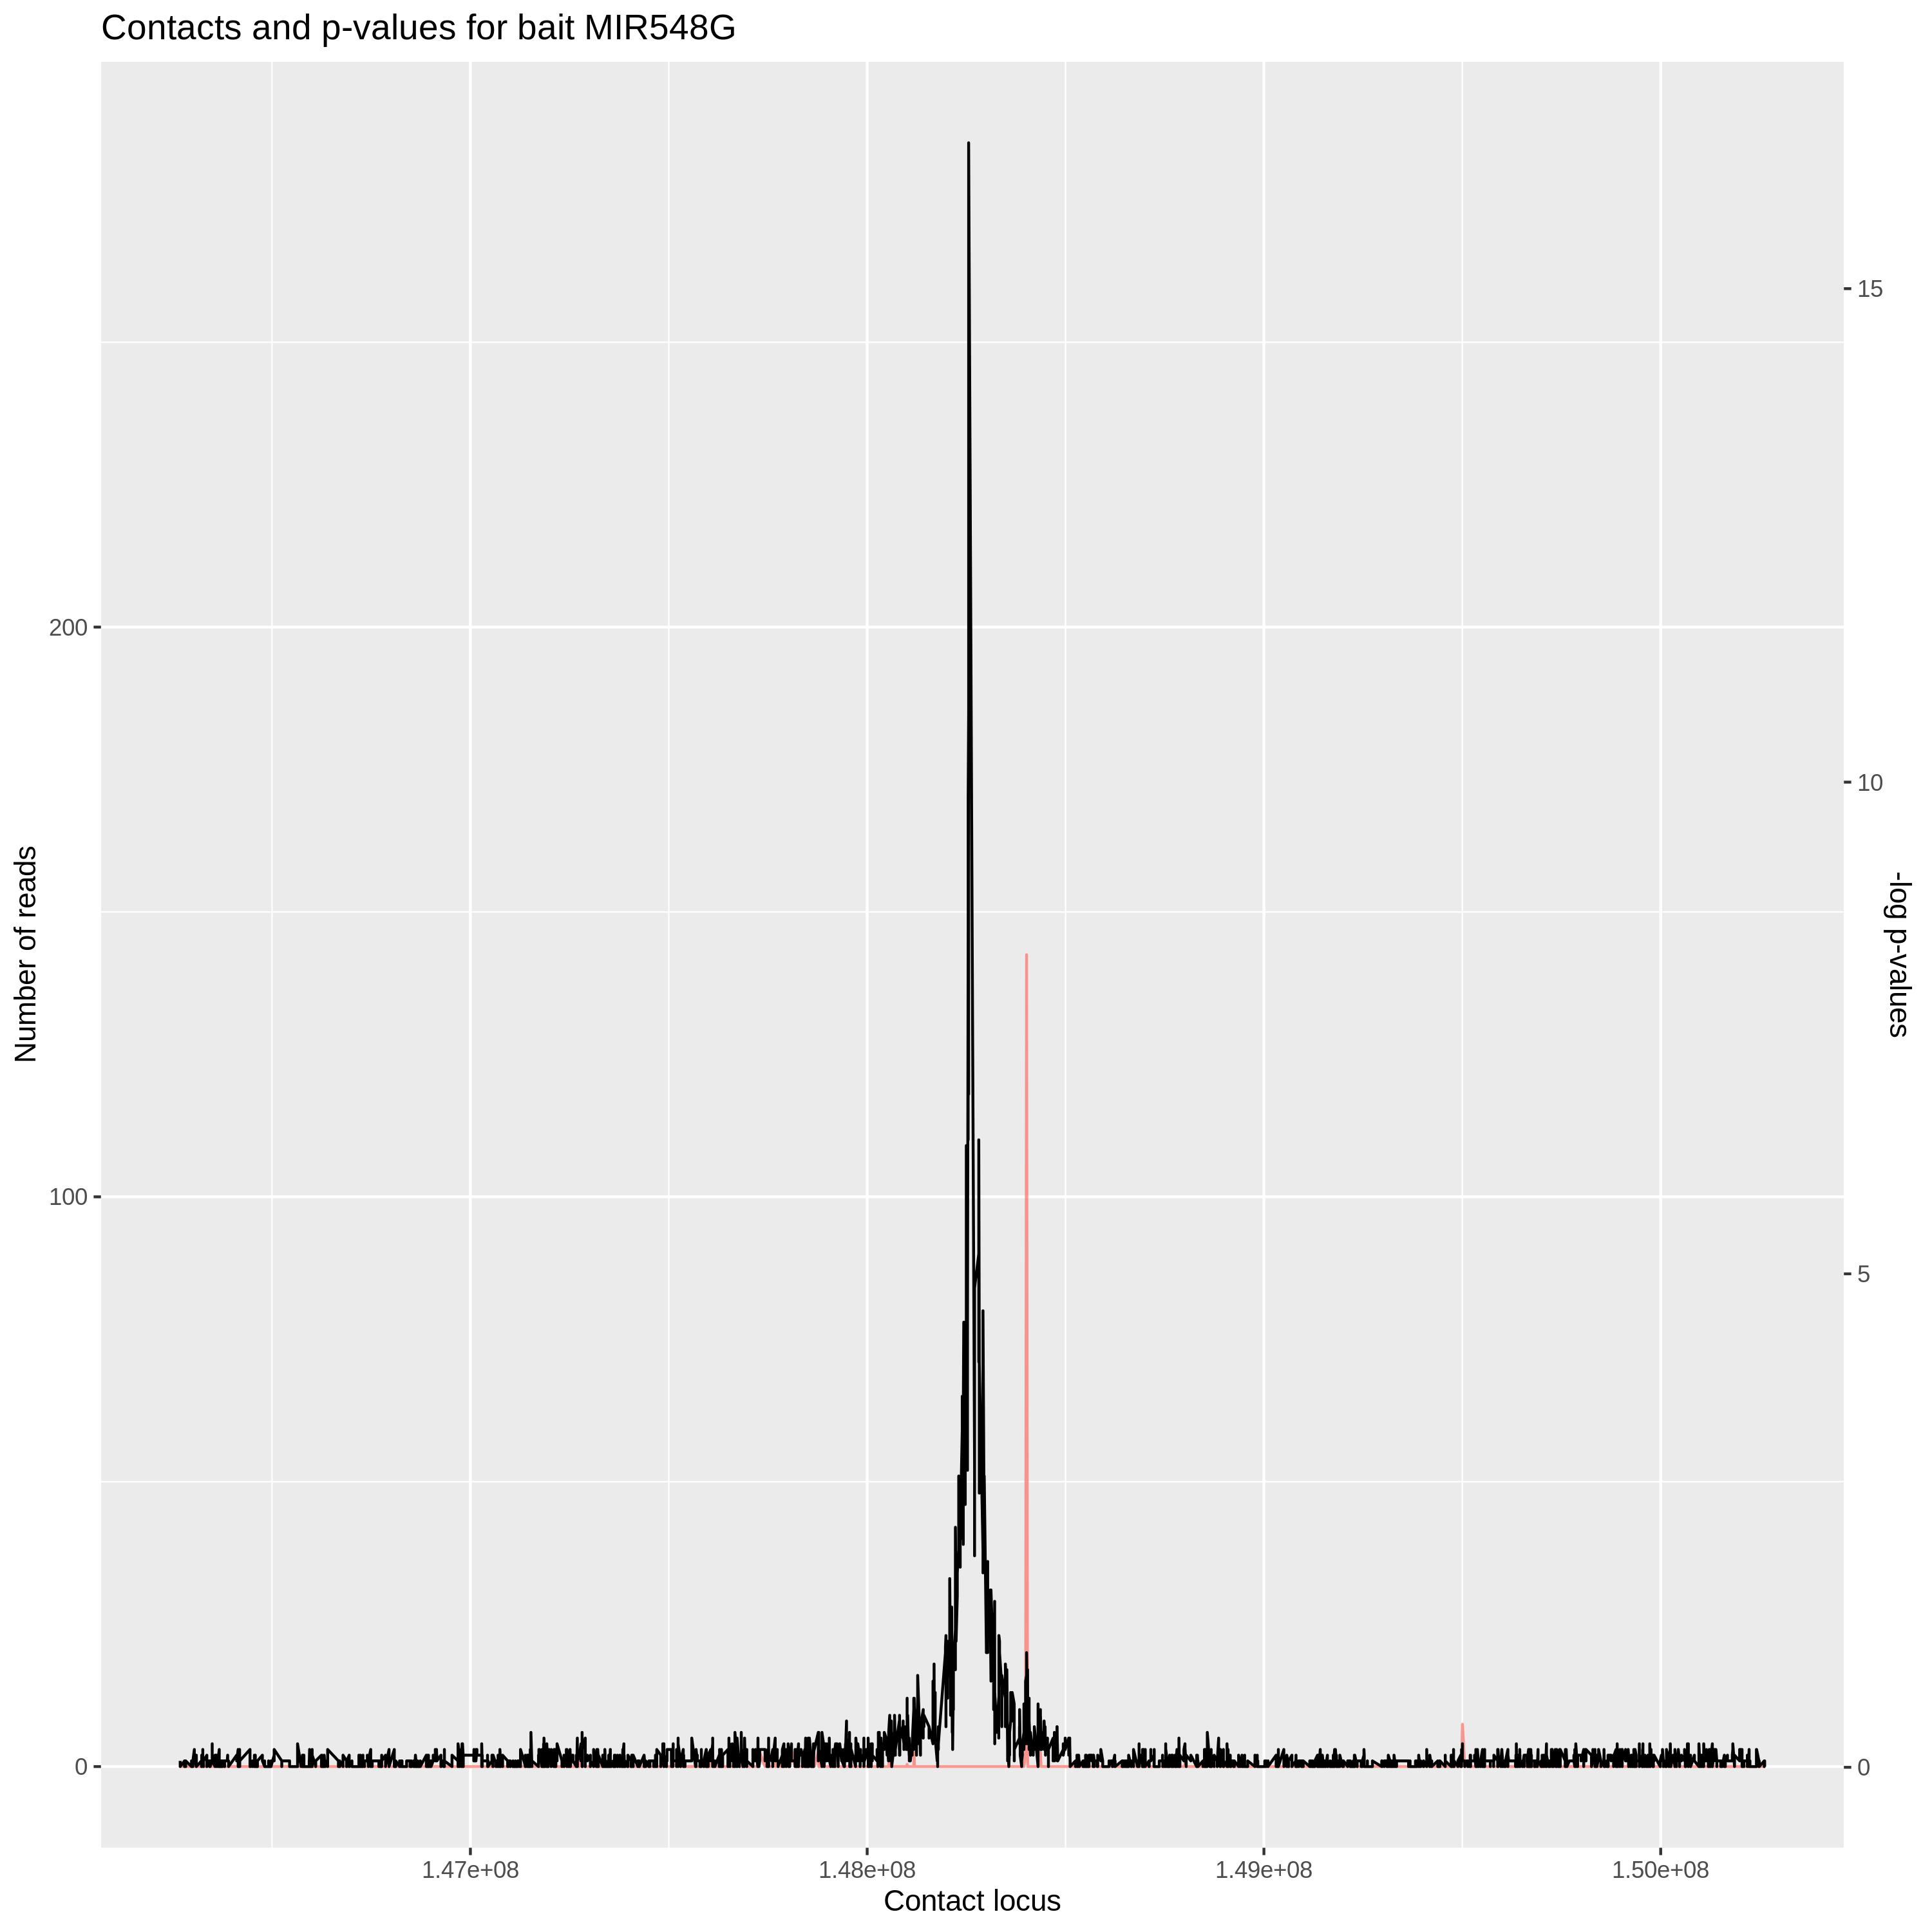 Contacts and p-values for bait MIR548G
200
100
0
Number of reads
15
10
5
0
-log p-values
1.47e+08
1.48e+08
1.49e+08
1.50e+08
Contact locus